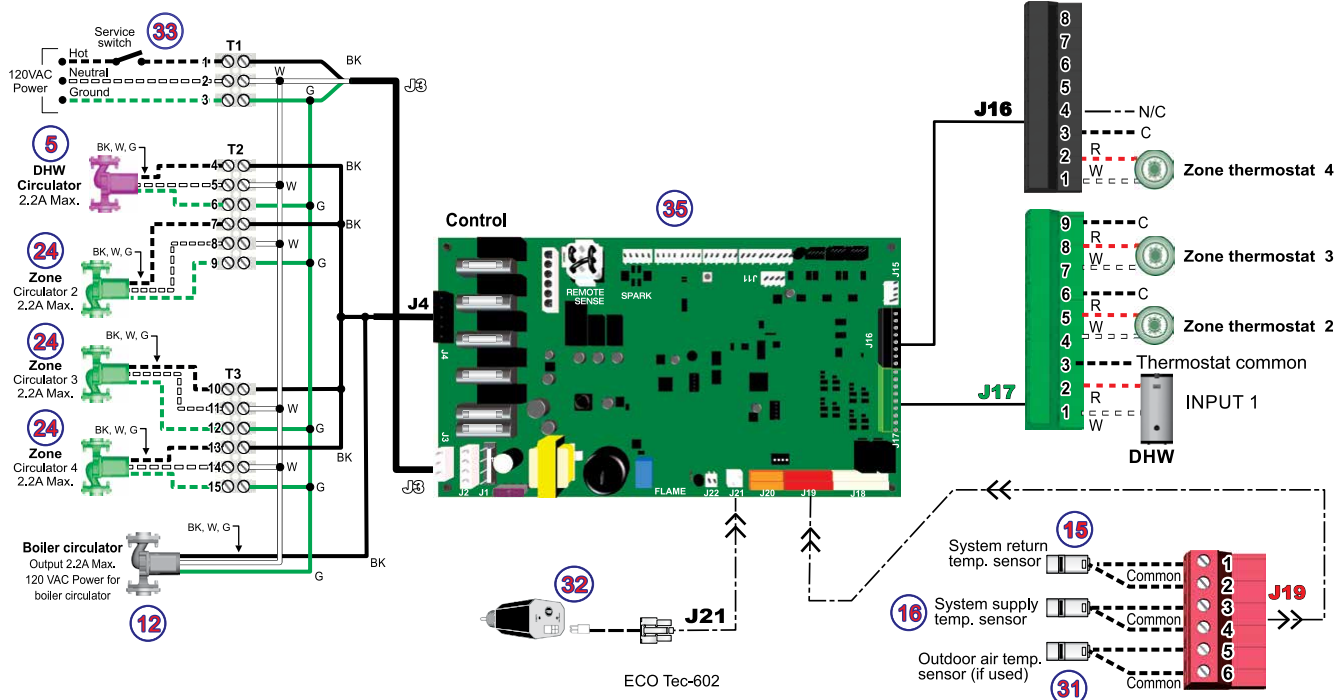 Service
switch
33
Hot
120VAC
Power
Neutral
Ground
1
2
3
T1
BK
W
G
J3
5
DHW
Circulator
2.2A Max.
BK, W, G
T2
4
5
6
7
8
9
BK
W
G
BK
W
G
24
Zone
Circulator 2
2.2A Max.
BK, W, G
24
Zone
Circulator 3
2.2A Max.
BK, W, G
T3
10
11
12
13
14
15
W
G
BK
W
G
24
Zone
Circulator 4
2.2A Max.
BK, W, G
Boiler circulator
Output 2.2A Max.
120 VAC Power for
boiler circulator
12
BK, W, G
BK
G
J4
J3
Control
35
REMOTE
SENSE
SPARK
J11
J15
J16
J17
J4
J3
J2
J1
FLAME
J22
J21
J20
J19
J18
J16
8
7
6
5
4
3
2
1
N/C
C
R
W
Zone thermostat 4
J17
9
8
7
6
5
4
3
2
1
C
R
W
Zone thermostat 3
C
R
W
Zone thermostat 2
Thermostat common
R
W
INPUT 1
DHW
32
J21
ECO Tec-602
15
System return
temp. sensor
Common
16
System supply
temp. sensor
Common
Outdoor air temp.
sensor (if used)
31
Common
1
2
3
4
5
6
J19